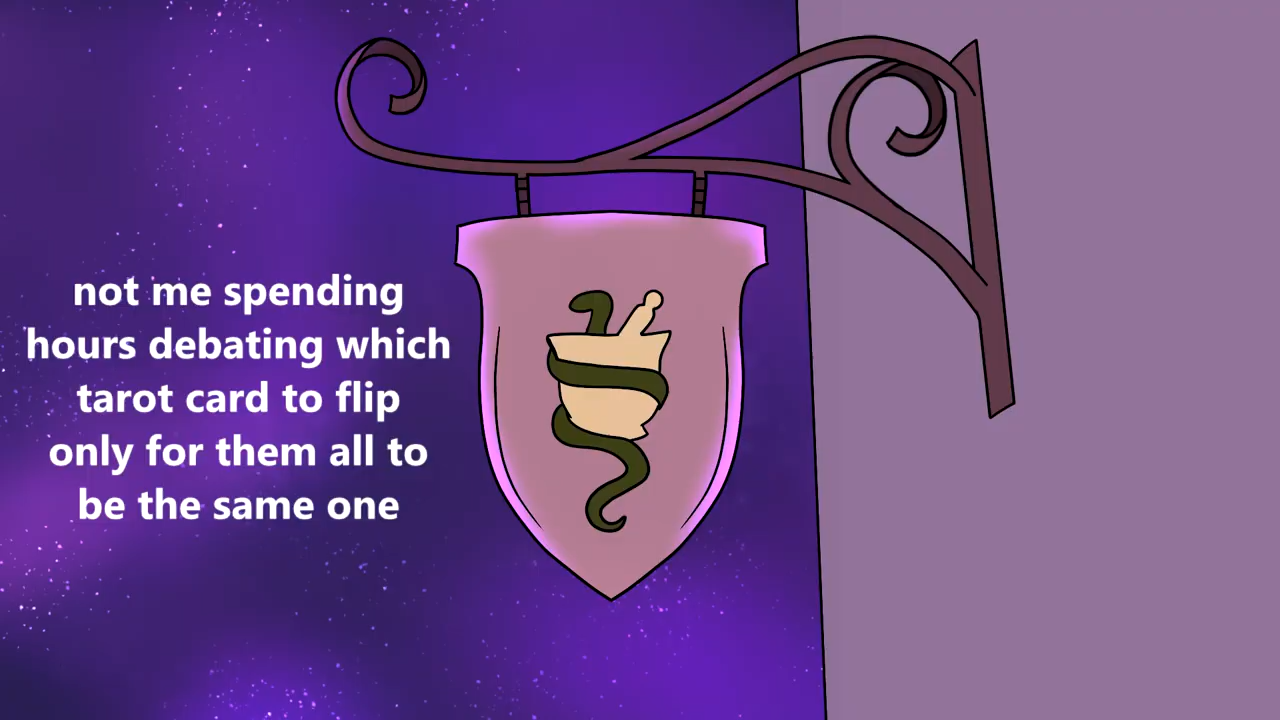 not me spending
hours debating which
tarot card to flip
only for them all to
be the same one